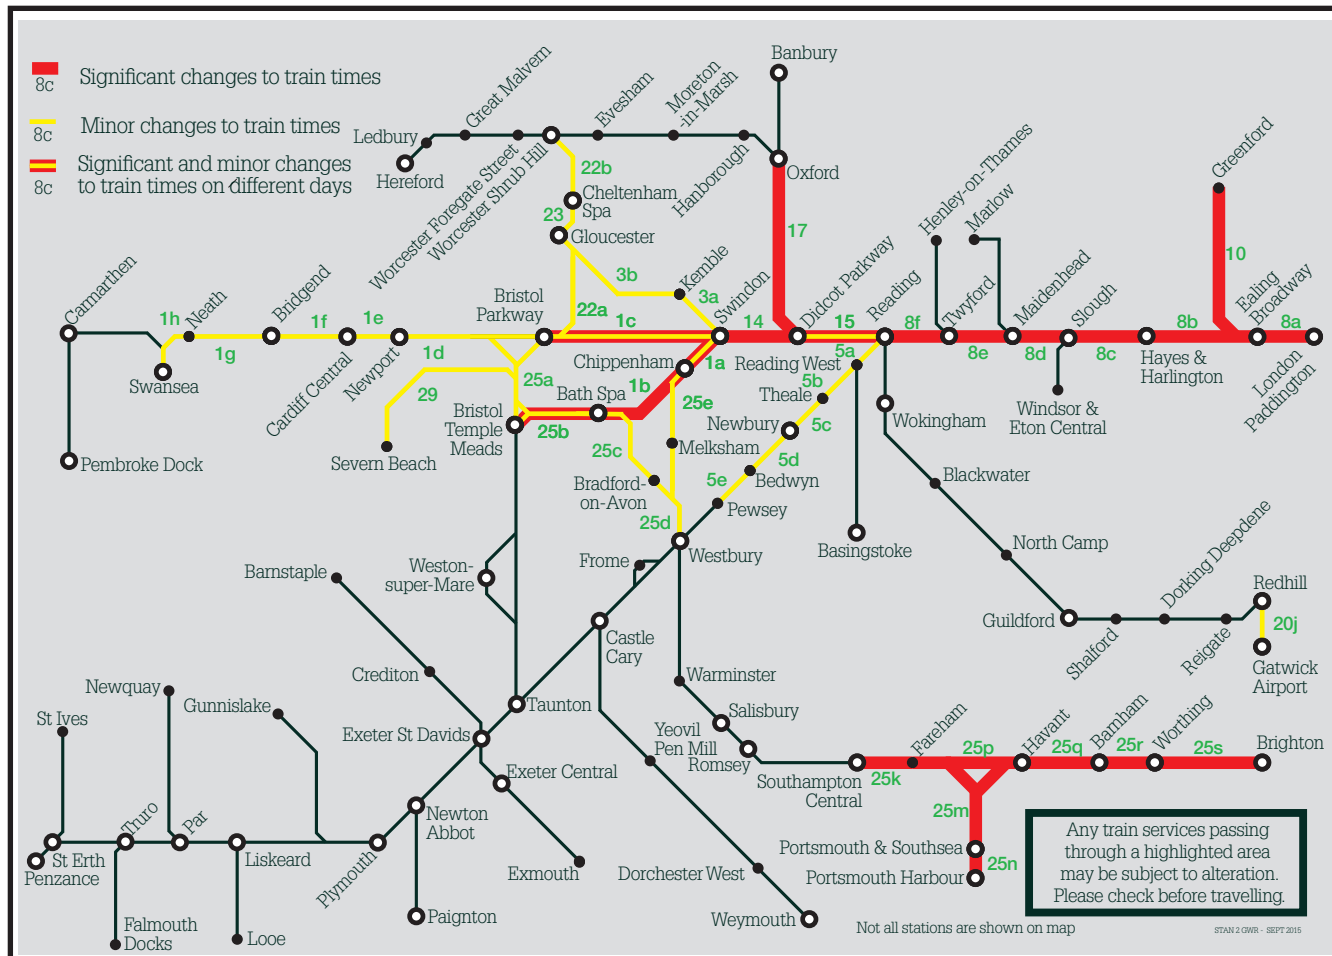 Significant changes to train times
8c
Minor changes to train times
8c
Significant and minor changes
to train times on different days
8c
Banbury
Great Malvern
Evesham
Moreton
-in-Marsh
Ledbury
Hereford
Worcester Foregate Street
Worcester Shrub Hill
22b
Hanborough
Oxford
Cheltenham
Spa
23
Gloucester
17
Henley-on-Thames
Marlow
Greenford
10
3b
Kemble
3a
Carmarthen
1h
Neath
Bridgend
1g
1f
1e
Cardiff Central
Newport
1d
Swansea
Bristol
Parkway
22a
1c
Swindon
14
Didcot Parkway
15
Reading
8f
Twyford
8e
Maidenhead
8d
Slough
8c
8b
Hayes &
Harlington
Ealing
Broadway
8a
London
Paddington
Chippenham
1a
1b
Reading West
5a
Theale
5b
5c
Newbury
5d
Bedwyn
5e
Pewsey
29
25a
Bath Spa
25b
25e
Bristol
Temple
Meads
Severn Beach
25c
Melksham
Bradford-
on-Avon
25d
Westbury
Pembroke Dock
Windsor &
Eton Central
Wokingham
Blackwater
North Camp
Basingstoke
Guildford
Shalford
Dorking Deepdene
Reigate
Redhill
20j
Gatwick
Airport
Frome
Weston-
super-Mare
Barnstaple
Castle
Cary
Crediton
Warminster
Taunton
Salisbury
Yeovil
Pen Mill
Romsey
Newquay
Gunnislake
St Ives
Exeter St Davids
Exeter Central
Southampton
Central
25k
Fareham
25p
Havant
25q
Barnham
25r
Worthing
25s
Brighton
25m
Portsmouth & Southsea
25n
Portsmouth Harbour
Newton
Abbot
Truro
Par
St Erth
Penzance
Liskeard
Plymouth
Exmouth
Dorchester West
Weymouth
Paignton
Falmouth
Docks
Looe
Any train services passing
through a highlighted area
may be subject to alteration.
Please check before travelling.
Not all stations are shown on map
STAN 2 GWR - SEPT 2015